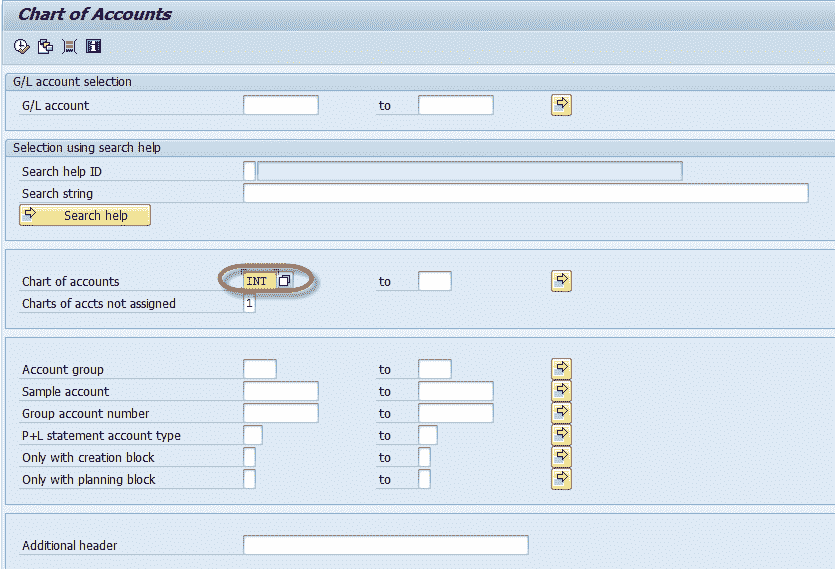 Chart of Accounts
G/L account selection
G/L account to
Selection using search help
Search help ID
Search string
Search help
Chart of accounts INT to
Charts of accts not assigned 1
Account group to
Sample account to
Group account number to
P+L statement account type to
Only with creation block to
Only with planning block to
Additional header